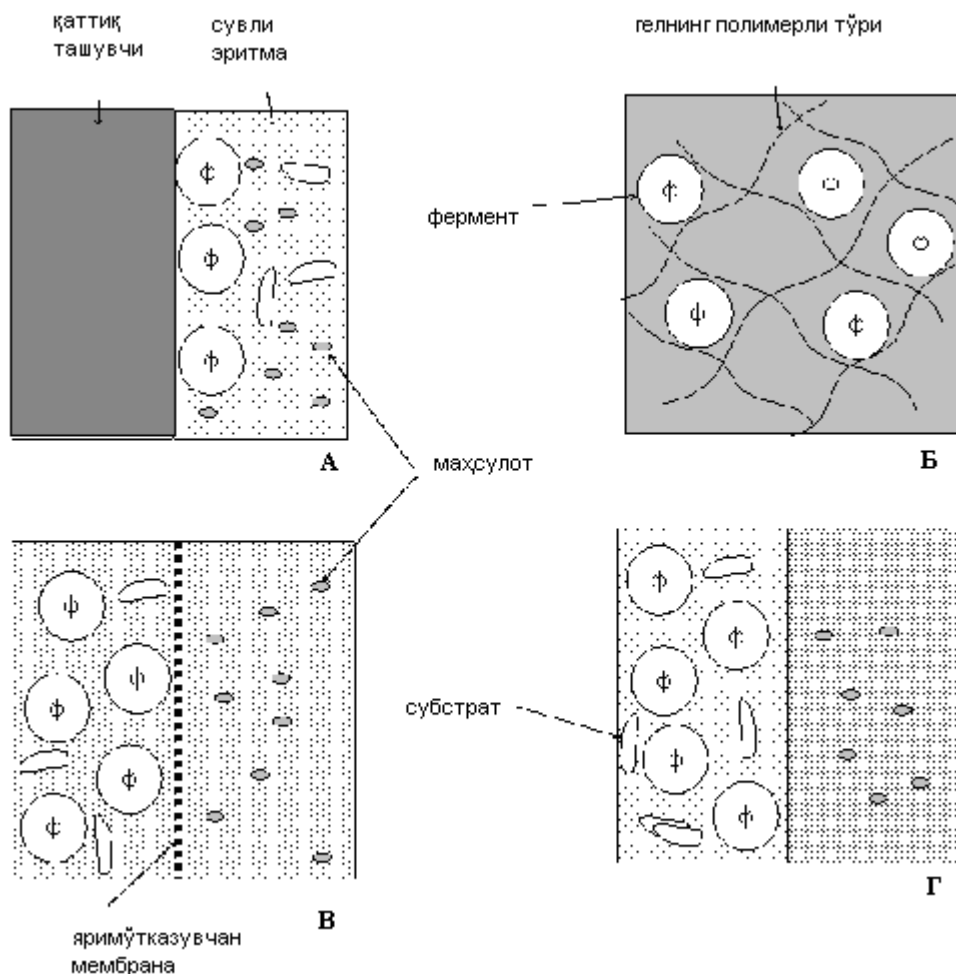 қаттиқ
ташувчи
сувли
эритма
гелнинг полимерли тўри
ф
ф
ф
фермент
ф
ф
ф
А
Б
маҳсулот
ф
ф
ф
ф
ф
субстрат
ф
ф
ф
ф
ф
В
Г
яримўтказувчан
мембрана